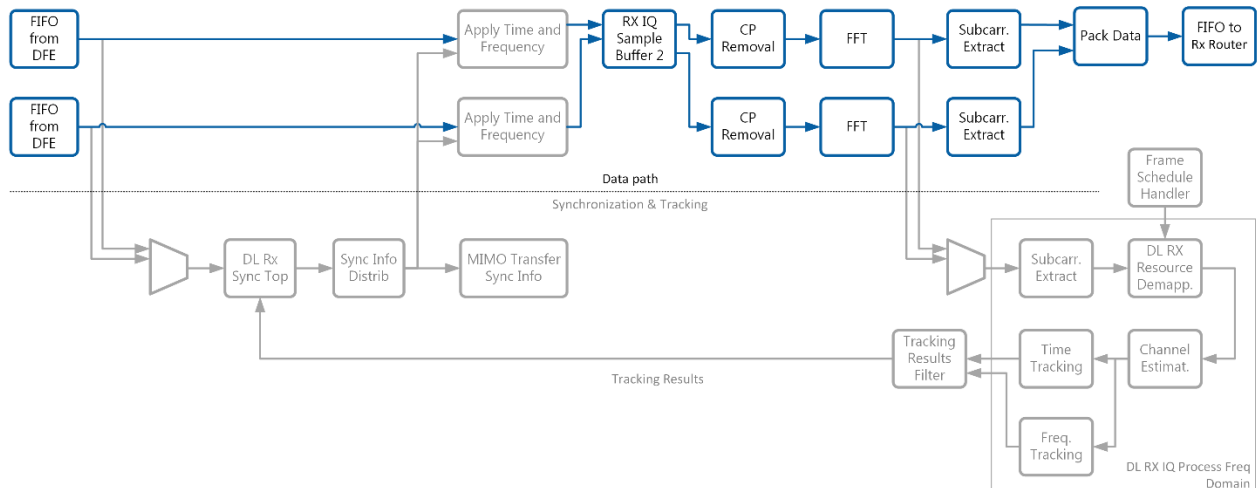 FIFO
from
DFE
Apply Time and
Frequency
RX IQ
Sample
Buffer 2
CP
Removal
FFT
Subcarr.
Extract
Pack Data
FIFO to
Rx Router
FIFO
from
DFE
Apply Time and
Frequency
CP
Removal
FFT
Subcarr.
Extract
Data path
Synchronization & Tracking
Frame
Schedule
Handler
DL Rx
Sync Top
Sync Info
Distrib
MIMO Transfer
Sync Info
Subcarr.
Extract
DL RX
Resource
Demapp.
Tracking
Results
Filter
Time
Tracking
Channel
Estimat.
Tracking Results
Freq.
Tracking
DL RX IQ Process Freq
Domain